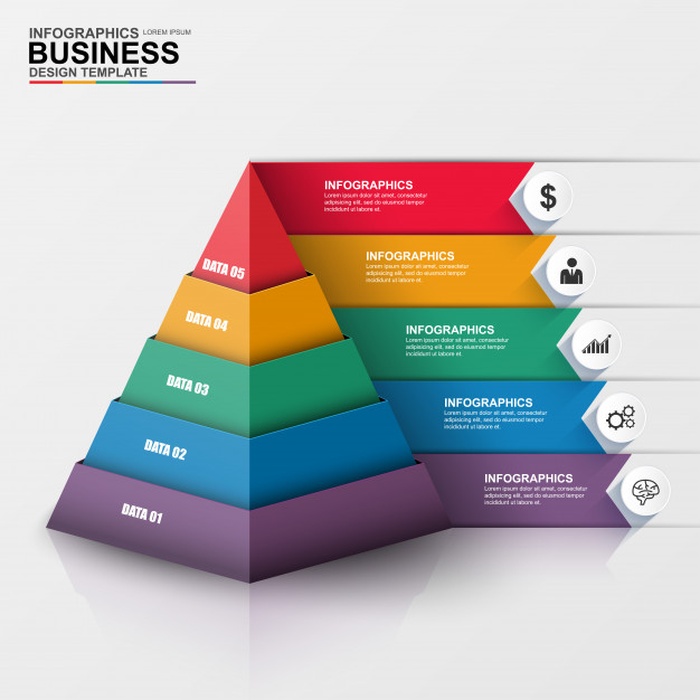 INFOGRAPHICS LOREM IPSUM
BUSINESS
DESIGN TEMPLATE
INFOGRAPHICS
Lorem ipsum dolor sit amet, consectetur
adipisicing elit, sed do eiusmod tempor
incididunt ut labore et.
DATA 05
INFOGRAPHICS
Lorem ipsum dolor sit amet, consectetur
adipisicing elit, sed do eiusmod tempor
incididunt ut labore et.
DATA 04
INFOGRAPHICS
Lorem ipsum dolor sit amet, consectetur
adipisicing elit, sed do eiusmod tempor
incididunt ut labore et.
DATA 03
INFOGRAPHICS
Lorem ipsum dolor sit amet, consectetur
adipisicing elit, sed do eiusmod tempor
incididunt ut labore et.
DATA 02
INFOGRAPHICS
Lorem ipsum dolor sit amet, consectetur
adipisicing elit, sed do eiusmod tempor
incididunt ut labore et.
DATA 01
$